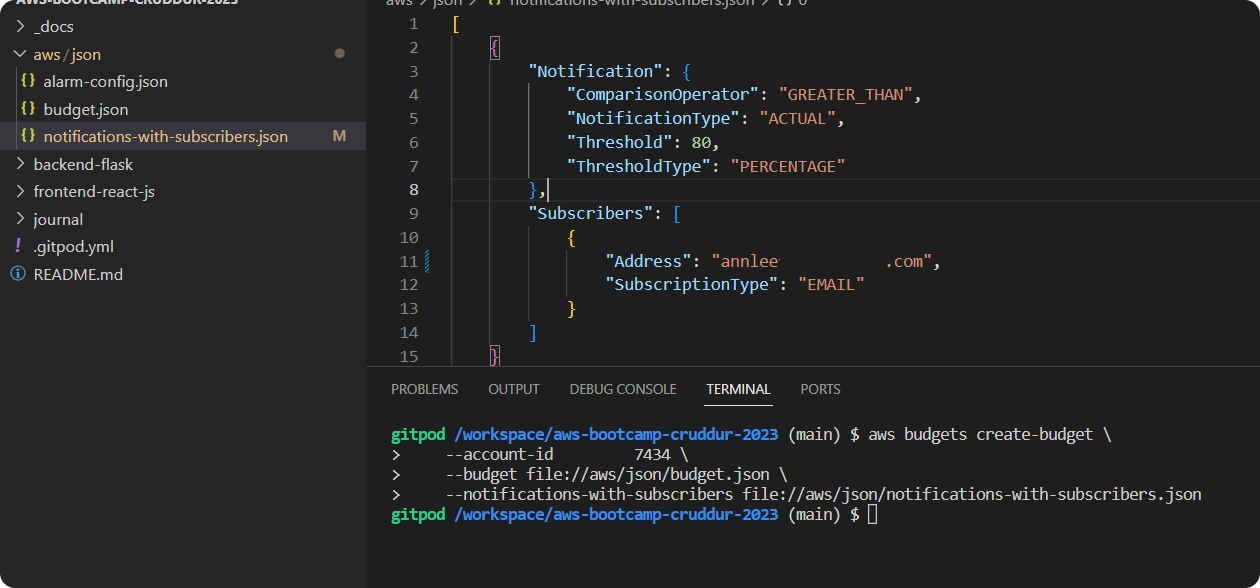 AWS-BOOTCAMP-CRUDDUR-2023
_docs
aws/json
{} alarm-config.json
{} budget.json
{} notifications-with-subscribers.json M
backend-flask
frontend-react-js
journal
! .gitpod.yml
README.md
aws > json > {} notifications-with-subscribers.json > {} 0
1 [
2 {
3 "Notification": {
4 "ComparisonOperator": "GREATER_THAN",
5 "NotificationType": "ACTUAL",
6 "Threshold": 80,
7 "ThresholdType": "PERCENTAGE"
8 },
9 "Subscribers": [
10 {
11 "Address": "annlee .com",
12 "SubscriptionType": "EMAIL"
13 }
14 ]
15 }
PROBLEMS OUTPUT DEBUG CONSOLE TERMINAL PORTS
gitpod /workspace/aws-bootcamp-cruddur-2023 (main) $ aws budgets create-budget \
> --account-id 7434 \
> --budget file://aws/json/budget.json \
> --notifications-with-subscribers file://aws/json/notifications-with-subscribers.json
gitpod /workspace/aws-bootcamp-cruddur-2023 (main) $